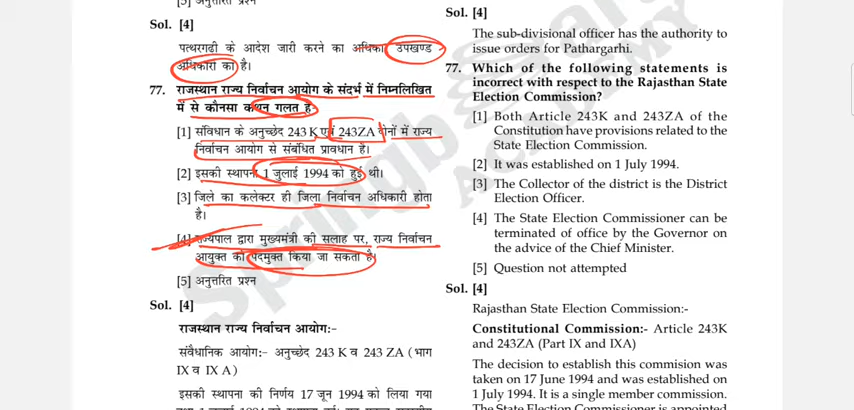 [5] अनुत्तरित प्रश्न
Sol. [4]
पत्थरगढी के आदेश जारी करने का अधिकार उपखण्ड
अधिकारी का है।
77. राजस्थान राज्य निर्वाचन आयोग के संदर्भ में निम्नलिखित
में से कौनसा कथन गलत है-
[1] संविधान के अनुच्छेद 243 K एवं 243ZA दोनों में राज्य
निर्वाचन आयोग से संबंधित प्रावधान हैं।
[2] इसकी स्थापना 1 जुलाई 1994 को हुई थी।
[3] जिले का कलेक्टर ही जिला निर्वाचन अधिकारी होता
है।
[4] राज्यपाल द्वारा मुख्यमंत्री की सलाह पर, राज्य निर्वाचन
आयुक्त को पदमुक्त किया जा सकता है।
[5] अनुत्तरित प्रश्न
Sol. [4]
राजस्थान राज्य निर्वाचन आयोग:-
संवैधानिक आयोग:- अनुच्छेद 243 K व 243 ZA (भाग
IX व IX A)
इसकी स्थापना की निर्णय 17 जून 1994 को लिया गया
Sol. [4]
The sub-divisional officer has the authority to
issue orders for Pathargarhi.
77. Which of the following statements is
incorrect with respect to the Rajasthan State
Election Commission?
[1] Both Article 243K and 243ZA of the
Constitution have provisions related to the
State Election Commission.
[2] It was established on 1 July 1994.
[3] The Collector of the district is the District
Election Officer.
[4] The State Election Commissioner can be
terminated of office by the Governor on
the advice of the Chief Minister.
[5] Question not attempted
Sol. [4]
Rajasthan State Election Commission:-
Constitutional Commission:- Article 243K
and 243ZA (Part IX and IXA)
The decision to establish this commision was
taken on 17 June 1994 and was established on
1 July 1994. It is a single member commission.
The State Election Commissioner is appointed